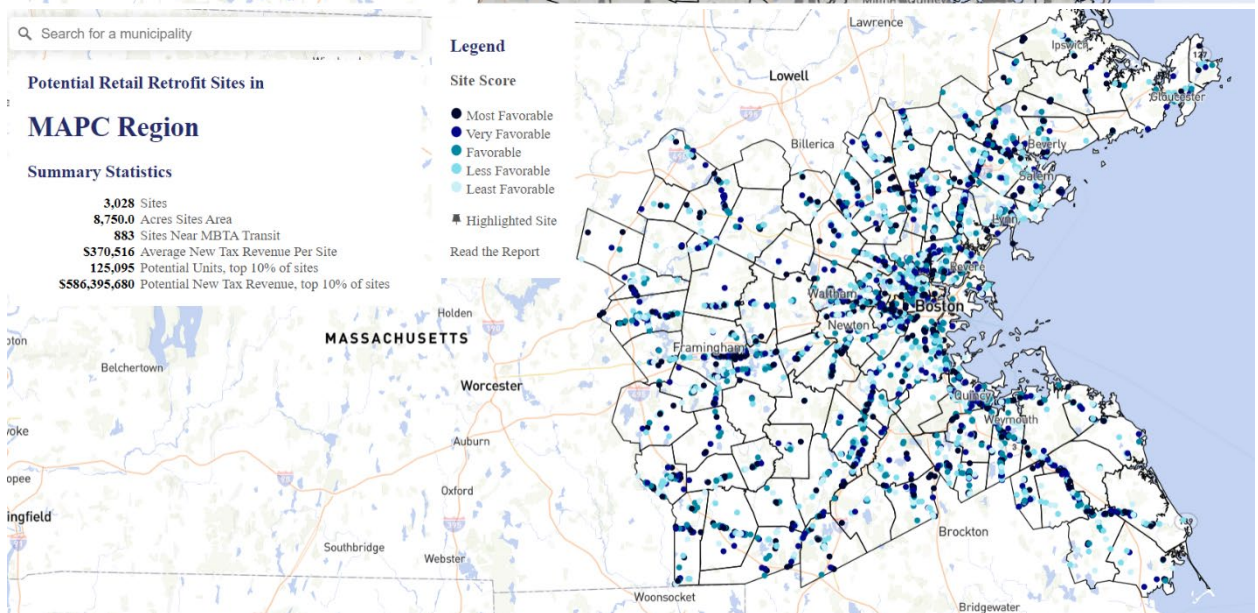 Search for a municipality
Potential Retail Retrofit Sites in
MAPC Region
Summary Statistics
3,028 Sites
8,750.0 Acres Sites Area
883 Sites Near MBTA Transit
$370,516 Average New Tax Revenue Per Site
125,095 Potential Units, top 10% of sites
$586,395,680 Potential New Tax Revenue, top 10% of sites
Legend
Site Score
Most Favorable
Very Favorable
Favorable
Less Favorable
Least Favorable
Highlighted Site
Read the Report
Lawrence
Ipswich
Lowell
Gloucester
Billerica
Beverly
Salem
Lynn
Revere
Waltham
Boston
Holden
MASSACHUSETTS
Newton
Framingham
Belchertown
Worcester
Quincy
Weymouth
Auburn
Oxford
ingfield
Brockton
Southbridge
Webster
Woonsocket
Bridgewater